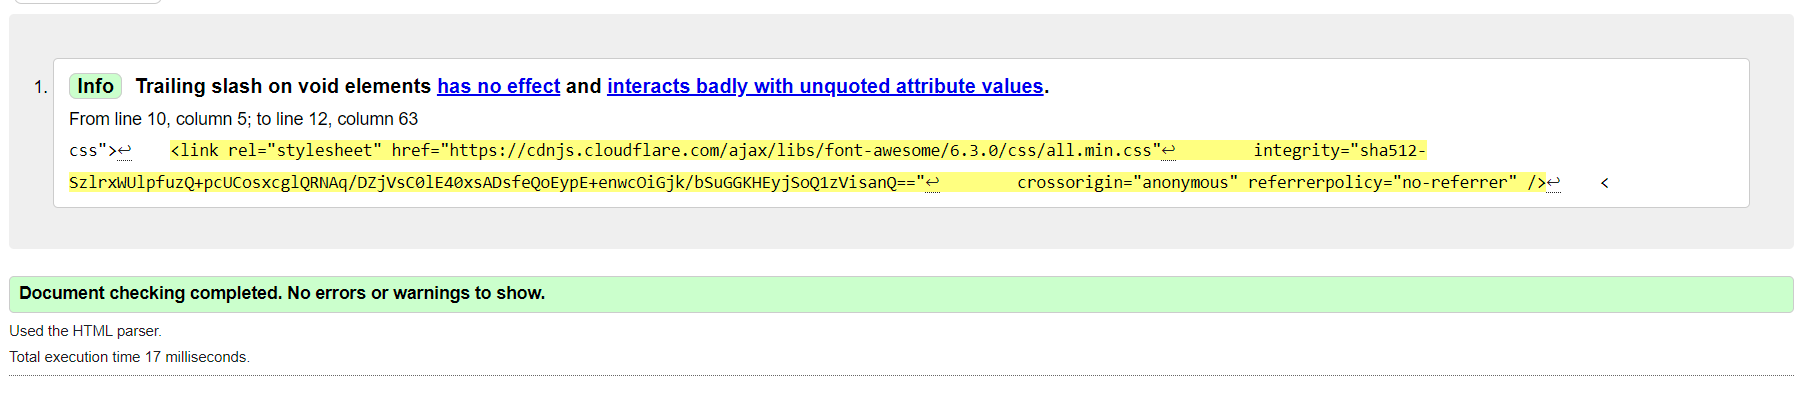 1. Info Trailing slash on void elements has no effect and interacts badly with unquoted attribute values.
From line 10, column 5; to line 12, column 63
css">↩    <link rel="stylesheet" href="https://cdnjs.cloudflare.com/ajax/libs/font-awesome/6.3.0/css/all.min.css"↩        integrity="sha512-
SzlrxWUlpfuzQ+pcUCosxcglQRNAq/DZjVsC0lE40xsADsfeQoEypE+enwcOiGjk/bSuGGKHEyjSoQ1zVisanQ=="↩        crossorigin="anonymous" referrerpolicy="no-referrer" />↩    <
Document checking completed. No errors or warnings to show.
Used the HTML parser.
Total execution time 17 milliseconds.